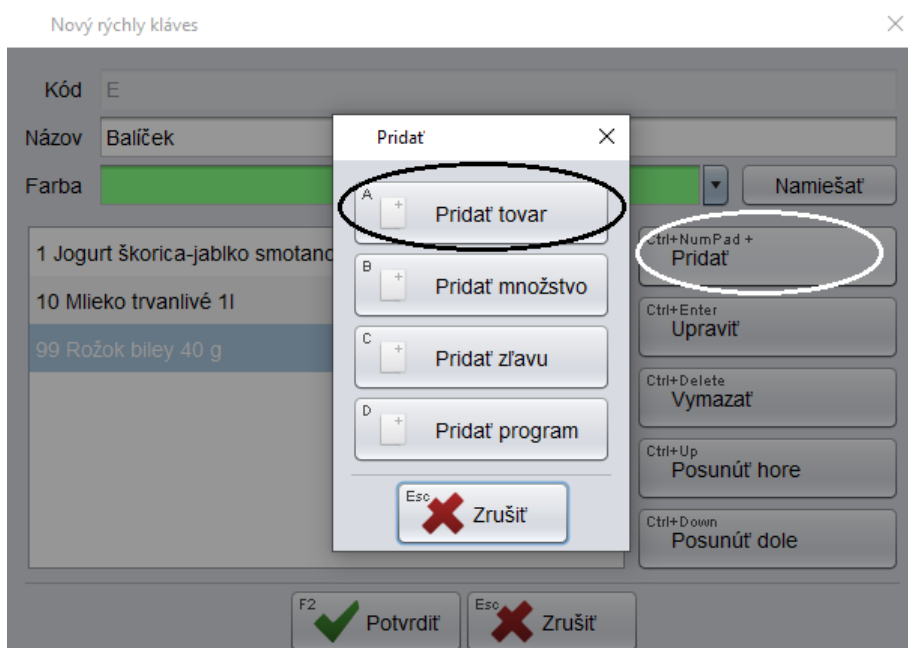 Nový rýchly kláves
Kód E
Názov Balíček
Farba
Namiešať
1 Jogurt škorica-jablko smotano
10 Mlieko trvanlivé 1l
99 Rožok biley 40 g
Pridať
A
Pridať tovar
B
Pridať množstvo
C
Pridať zľavu
D
Pridať program
Esc
Zrušiť
Ctrl+NumPad +
Pridať
Ctrl+Enter
Upraviť
Ctrl+Delete
Vymazať
Ctrl+Up
Posunúť hore
Ctrl+Down
Posunúť dole
F2
Potvrdiť
Esc
Zrušiť